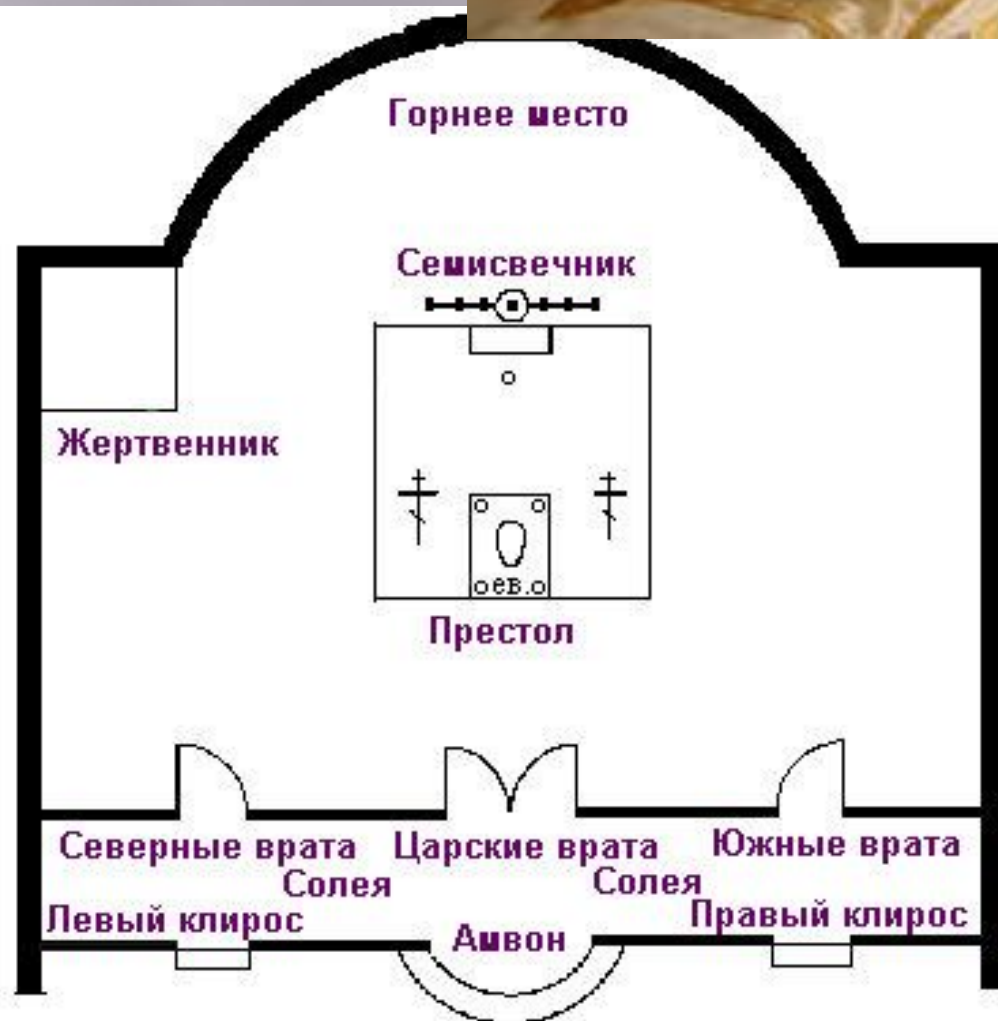 Горнее место
Семисвечник
Жертвенник
ев.
Престол
Северные врата
Царские врата
Южные врата
Солея
Солея
Левый клирос
Амвон
Правый клирос